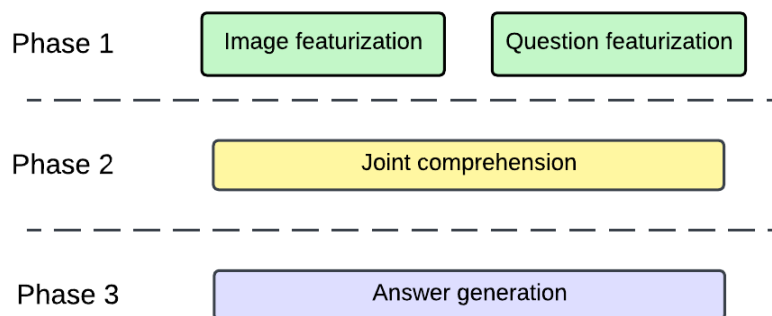 Phase 1
Image featurization
Question featurization
Phase 2
Joint comprehension
Phase 3
Answer generation